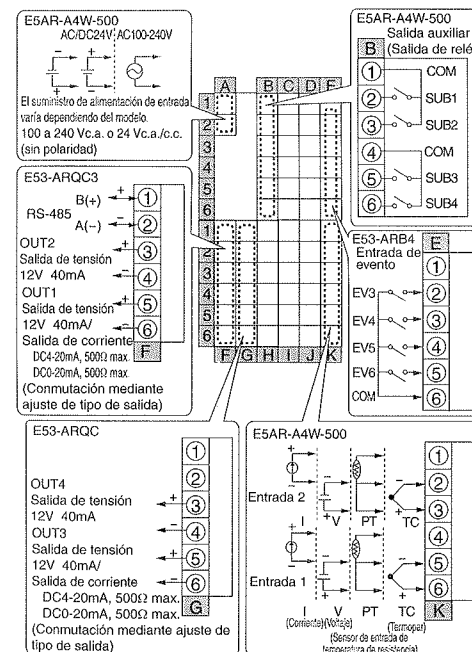 E5AR-A4W-500
AC/DC24V AC100-240V
El suministro de alimentación de entrada
varía dependiendo del modelo.
100 a 240 Vc.a. o 24 Vc.a./c.c.
(sin polaridad)
A B C D E
1
2
3
4
5
6
1
2
3
4
5
6
F G H I J K
E5AR-A4W-500
Salida auxiliar
(Salida de relé
B
1 COM
2 SUB1
3 SUB2
4 COM
5 SUB3
6 SUB4
E53-ARQC3
B(+) + 1
RS-485
A(−) − 2
OUT2 + 3
Salida de tensión
12V 40mA − 4
OUT1 + 5
Salida de tensión
12V 40mA/ − 6
Salida de corriente
DC4-20mA, 500Ω max. F
DC0-20mA, 500Ω max.
(Conmutación mediante
ajuste de tipo de salida)
E53-ARB4
Entrada de
evento
E
1
EV3 2
EV4 3
EV5 4
EV6 5
COM 6
E53-ARQC
1
2
OUT4
Salida de tensión + 3
12V 40mA
OUT3 − 4
Salida de tensión
12V 40mA/ + 5
Salida de corriente − 6
DC4-20mA, 500Ω max.
DC0-20mA, 500Ω max. G
(Conmutación mediante ajuste de
tipo de salida)
E5AR-A4W-500
1
2
3
4
5
6
K
Entrada 2
I V PT TC
Entrada 1
I V PT TC
(Corriente) (Voltaje) (Termopar)
(Sensor de entrada de
temperatura de resistencia)